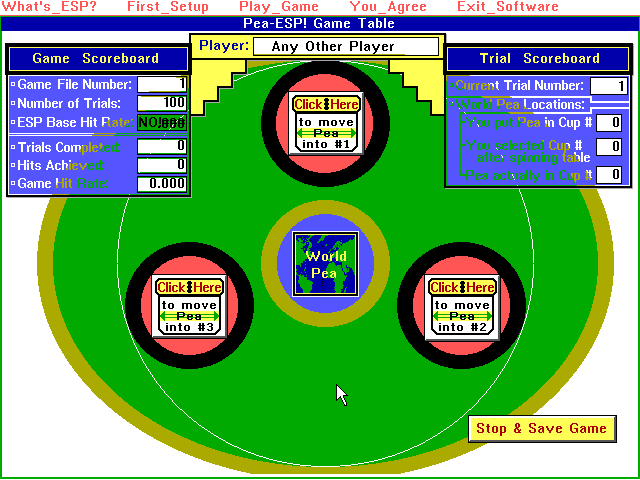 What's_ESP? First_Setup Play_Game You_Agree Exit_Software
Pea-ESP! Game Table
Game Scoreboard
Player: Any Other Player
Trial Scoreboard
Game File Number: 1
Number of Trials: 100
ESP Base Hit Rate:
Trials Completed: 0
Hits Achieved: 0
Game Hit Rate: 0.000
Current Trial Number: 1
World Pea Locations:
You put Pea in Cup # 0
You selected Cup #
after spinning table 0
Pea actually in Cup # 0
Click Here
to move
Pea
into #1
World
Pea
Click Here
to move
Pea
into #3
Click Here
to move
Pea
into #2
Stop & Save Game